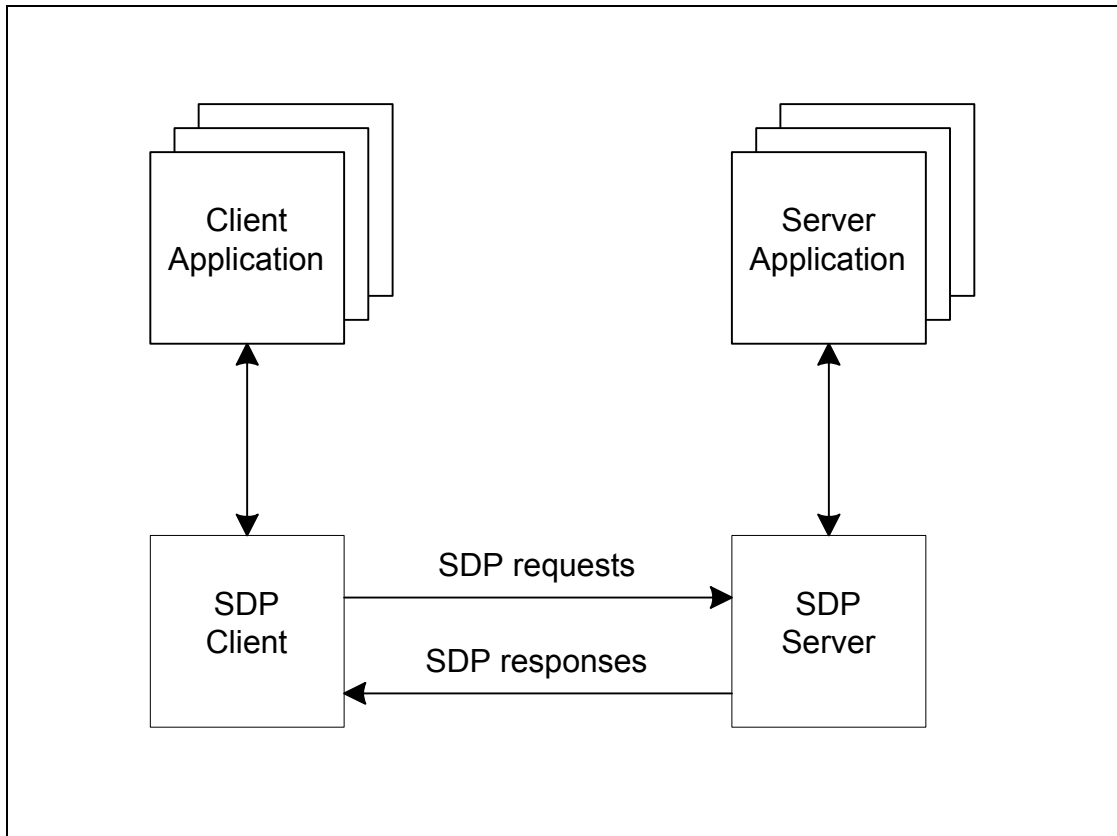 Client
Application
Server
Application
SDP requests
SDP
Client
SDP
Server
SDP responses